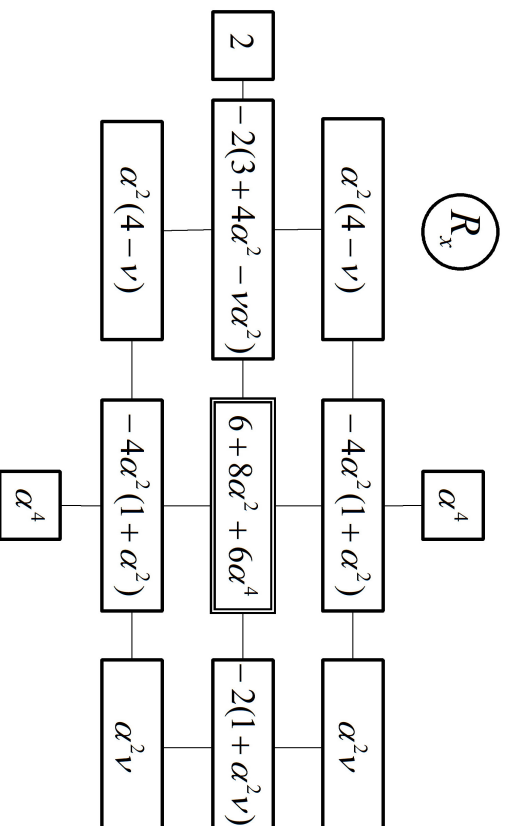 Rₓ
α⁴
α²(4 − ν)
− 4α²(1 + α²)
α²ν
2
− 2(3 + 4α² − να²)
6 + 8α² + 6α⁴
− 2(1 + α²ν)
α²(4 − ν)
− 4α²(1 + α²)
α²ν
α⁴